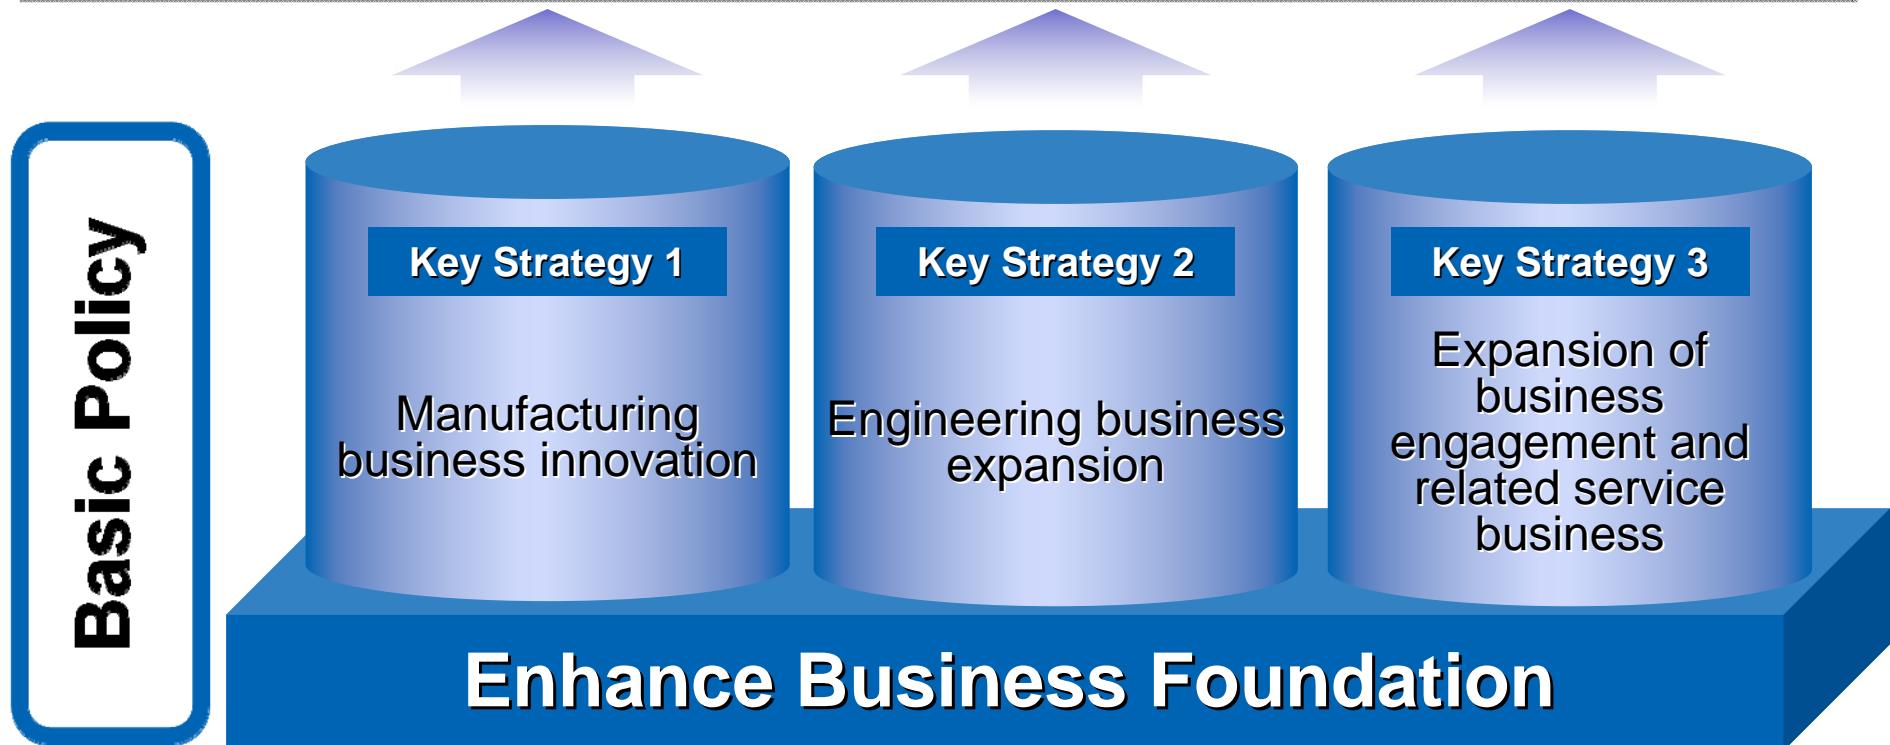 Basic Policy
Key Strategy 1
Manufacturing
business innovation
Key Strategy 2
Engineering business
expansion
Key Strategy 3
Expansion of
business
engagement and
related service
business
Enhance Business Foundation